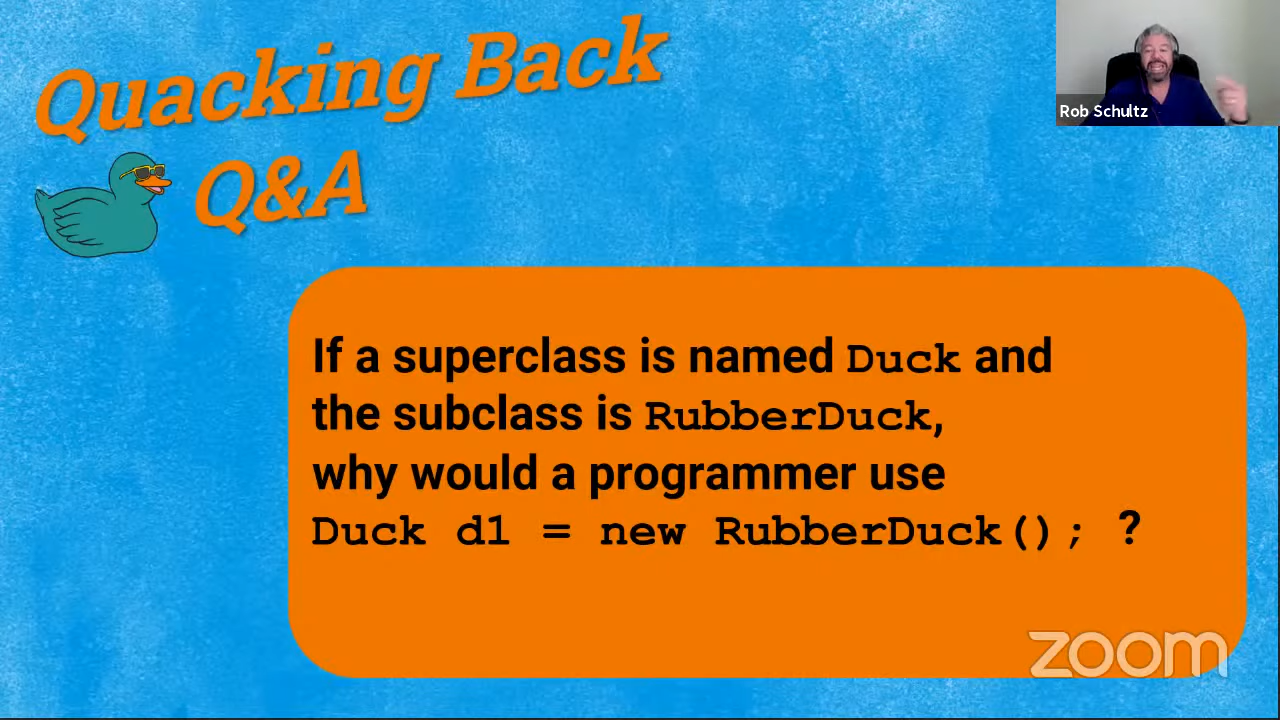 Quacking Back
Q&A
Rob Schultz
If a superclass is named Duck and
the subclass is RubberDuck,
why would a programmer use
Duck d1 = new RubberDuck(); ?
zoom